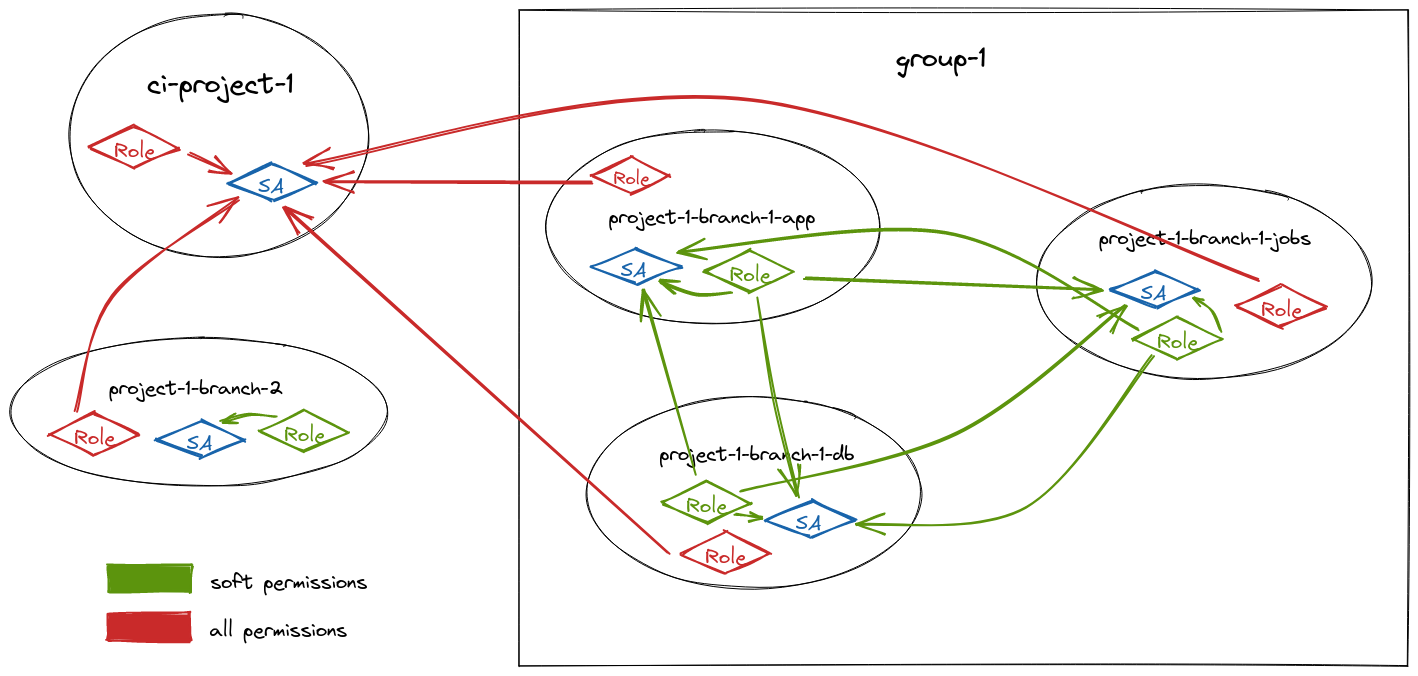 group-1
ci-project-1
Role
SA
Role
project-1-branch-1-app
SA
Role
project-1-branch-1-jobs
SA
Role
Role
project-1-branch-2
Role
SA
Role
project-1-branch-1-db
Role
SA
Role
soft permissions
all permissions